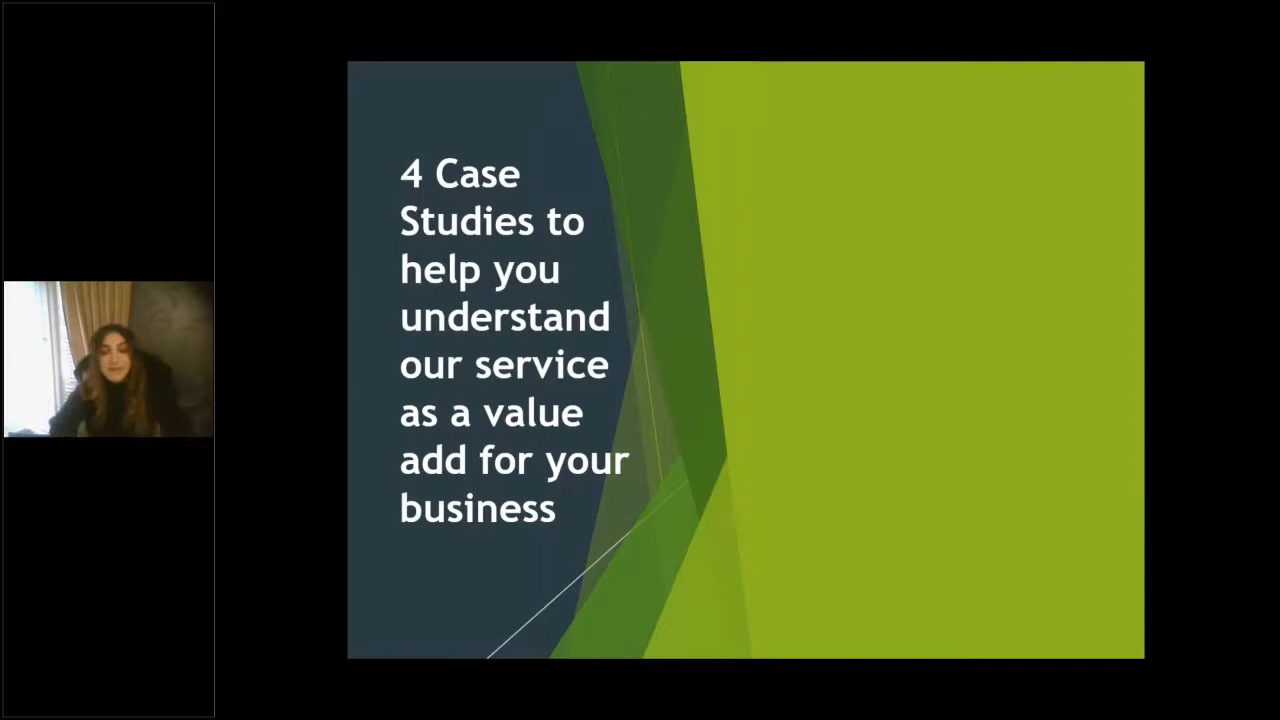 4 Case
Studies to
help you
understand
our service
as a value
add for your
business